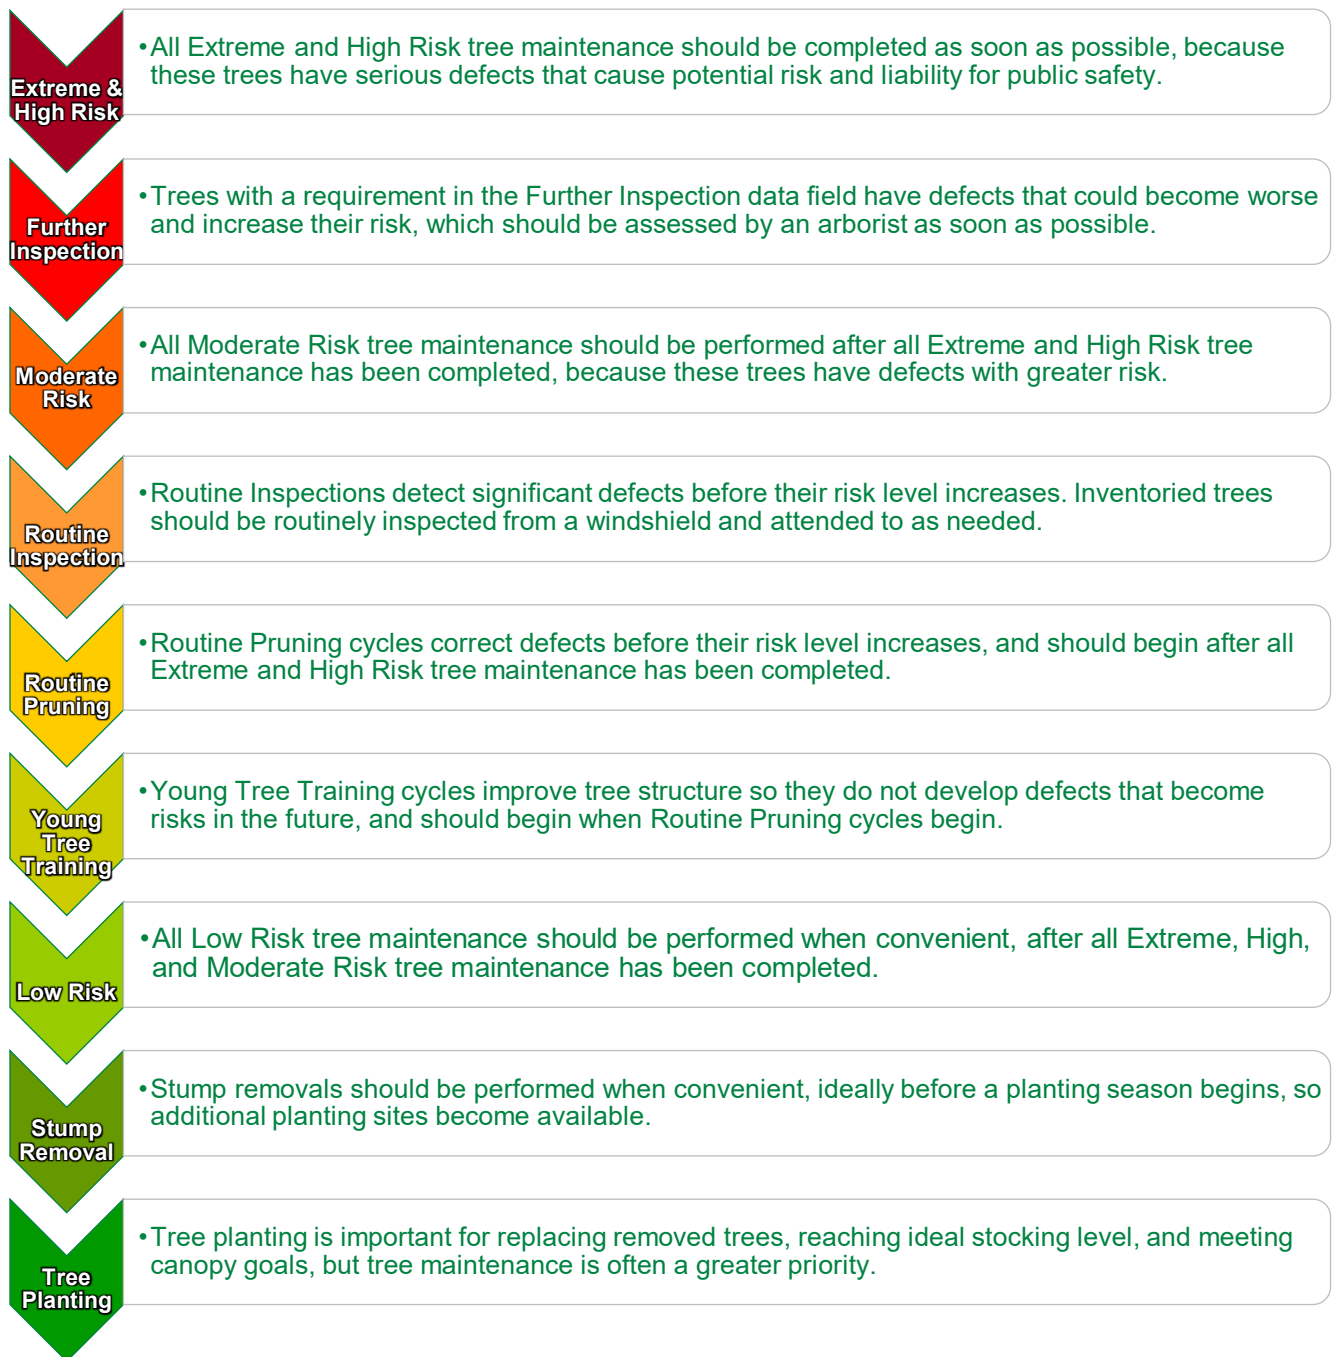 Extreme &
High Risk
•All Extreme and High Risk tree maintenance should be completed as soon as possible, because
these trees have serious defects that cause potential risk and liability for public safety.
Further
Inspection
•Trees with a requirement in the Further Inspection data field have defects that could become worse
and increase their risk, which should be assessed by an arborist as soon as possible.
Moderate
Risk
•All Moderate Risk tree maintenance should be performed after all Extreme and High Risk tree
maintenance has been completed, because these trees have defects with greater risk.
Routine
Inspection
•Routine Inspections detect significant defects before their risk level increases. Inventoried trees
should be routinely inspected from a windshield and attended to as needed.
Routine
Pruning
•Routine Pruning cycles correct defects before their risk level increases, and should begin after all
Extreme and High Risk tree maintenance has been completed.
Young
Tree
Training
•Young Tree Training cycles improve tree structure so they do not develop defects that become
risks in the future, and should begin when Routine Pruning cycles begin.
Low Risk
•All Low Risk tree maintenance should be performed when convenient, after all Extreme, High,
and Moderate Risk tree maintenance has been completed.
Stump
Removal
•Stump removals should be performed when convenient, ideally before a planting season begins, so
additional planting sites become available.
Tree
Planting
•Tree planting is important for replacing removed trees, reaching ideal stocking level, and meeting
canopy goals, but tree maintenance is often a greater priority.